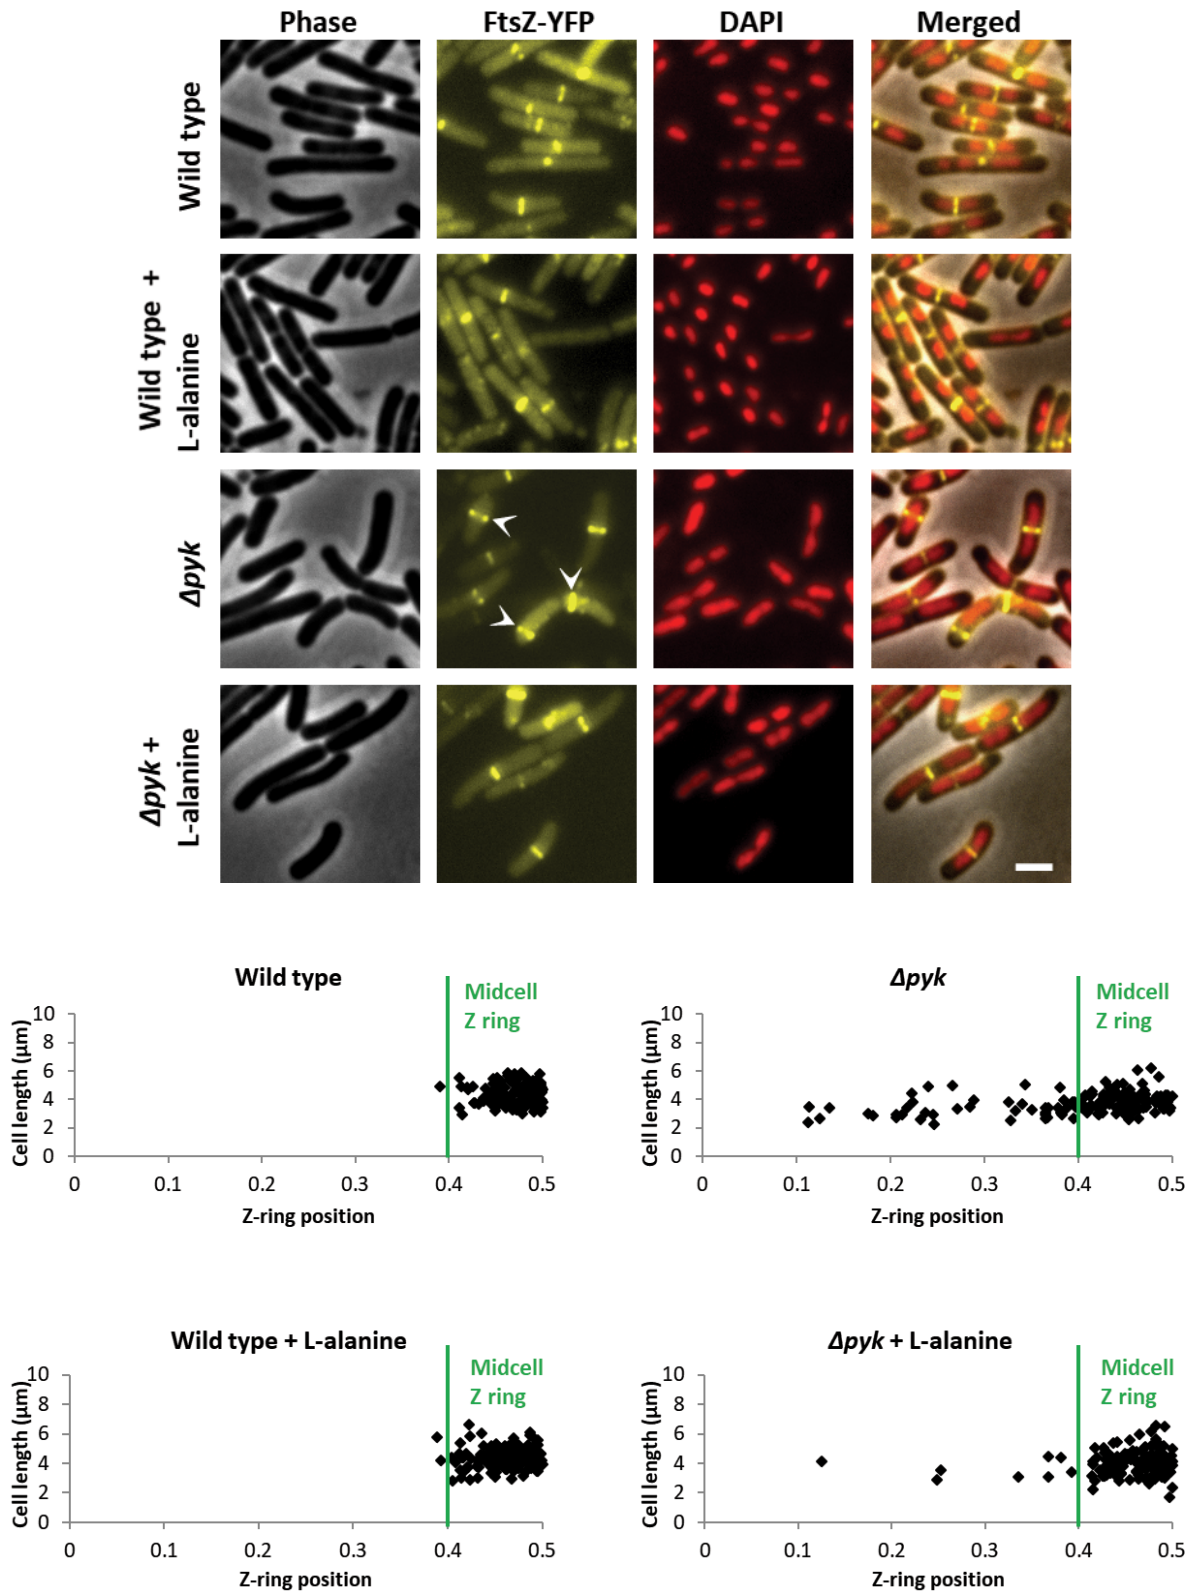 Phase FtsZ-YFP DAPI Merged
Wild type
Wild type +
L-alanine
Δpyk
Δpyk +
L-alanine
Wild type
Midcell
Z ring
Cell length (µm)
10
8
6
4
2
0
0 0.1 0.2 0.3 0.4 0.5
Z-ring position
Δpyk
Midcell
Z ring
Cell length (µm)
10
8
6
4
2
0
0 0.1 0.2 0.3 0.4 0.5
Z-ring position
Wild type + L-alanine
Midcell
Z ring
Cell length (µm)
10
8
6
4
2
0
0 0.1 0.2 0.3 0.4 0.5
Z-ring position
Δpyk + L-alanine
Midcell
Z ring
Cell length (µm)
10
8
6
4
2
0
0 0.1 0.2 0.3 0.4 0.5
Z-ring position